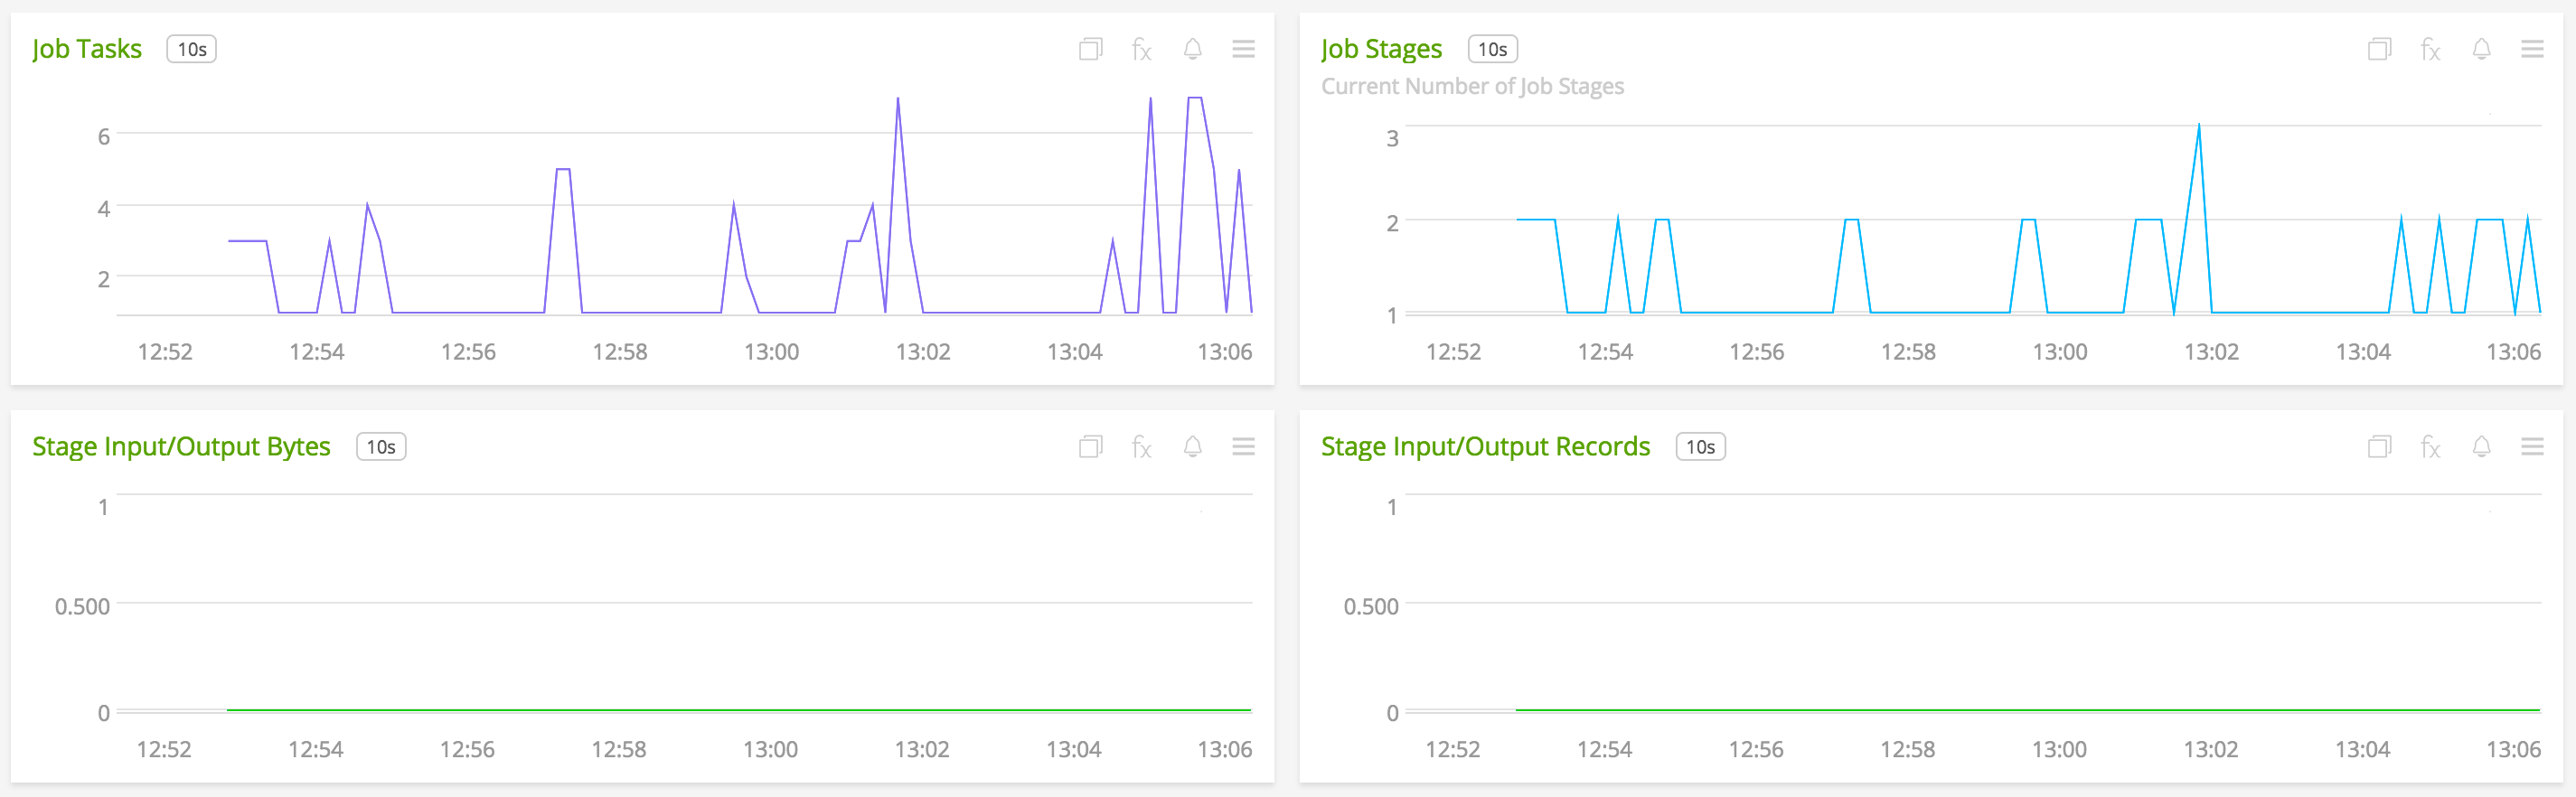 Job Tasks 10s fx
6
4
2
12:52 12:54 12:56 12:58 13:00 13:02 13:04 13:06
Job Stages 10s fx
Current Number of Job Stages
3
2
1
12:52 12:54 12:56 12:58 13:00 13:02 13:04 13:06
Stage Input/Output Bytes 10s fx
1
0.500
0
12:52 12:54 12:56 12:58 13:00 13:02 13:04 13:06
Stage Input/Output Records 10s fx
1
0.500
0
12:52 12:54 12:56 12:58 13:00 13:02 13:04 13:06